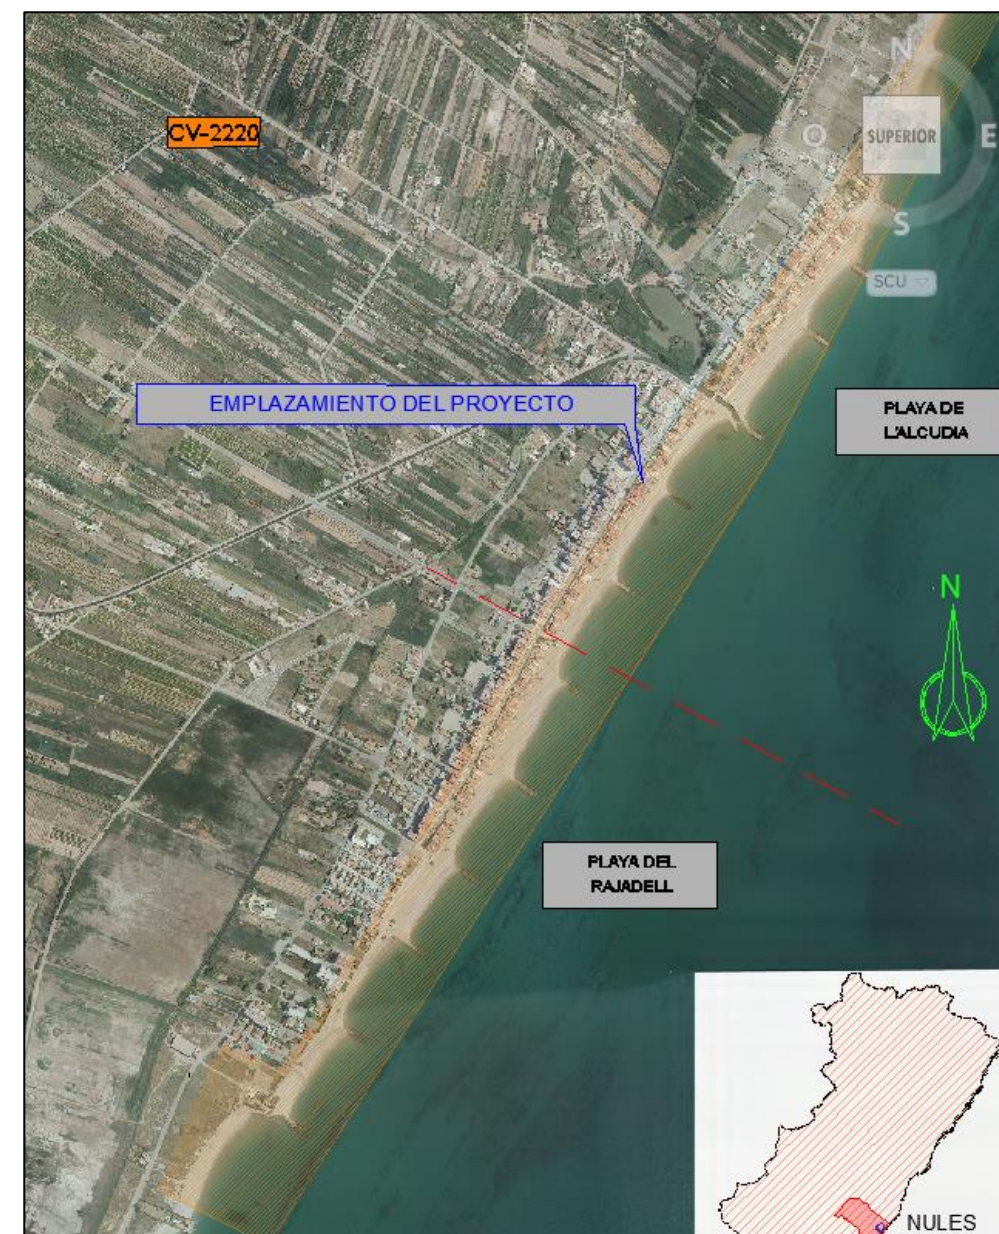 N
CV-2220
O
SUPERIOR
E
S
SCU
EMPLAZAMIENTO DEL PROYECTO
PLAYA DE
L'ALCUDIA
N
PLAYA DEL
RAJADELL
NULES